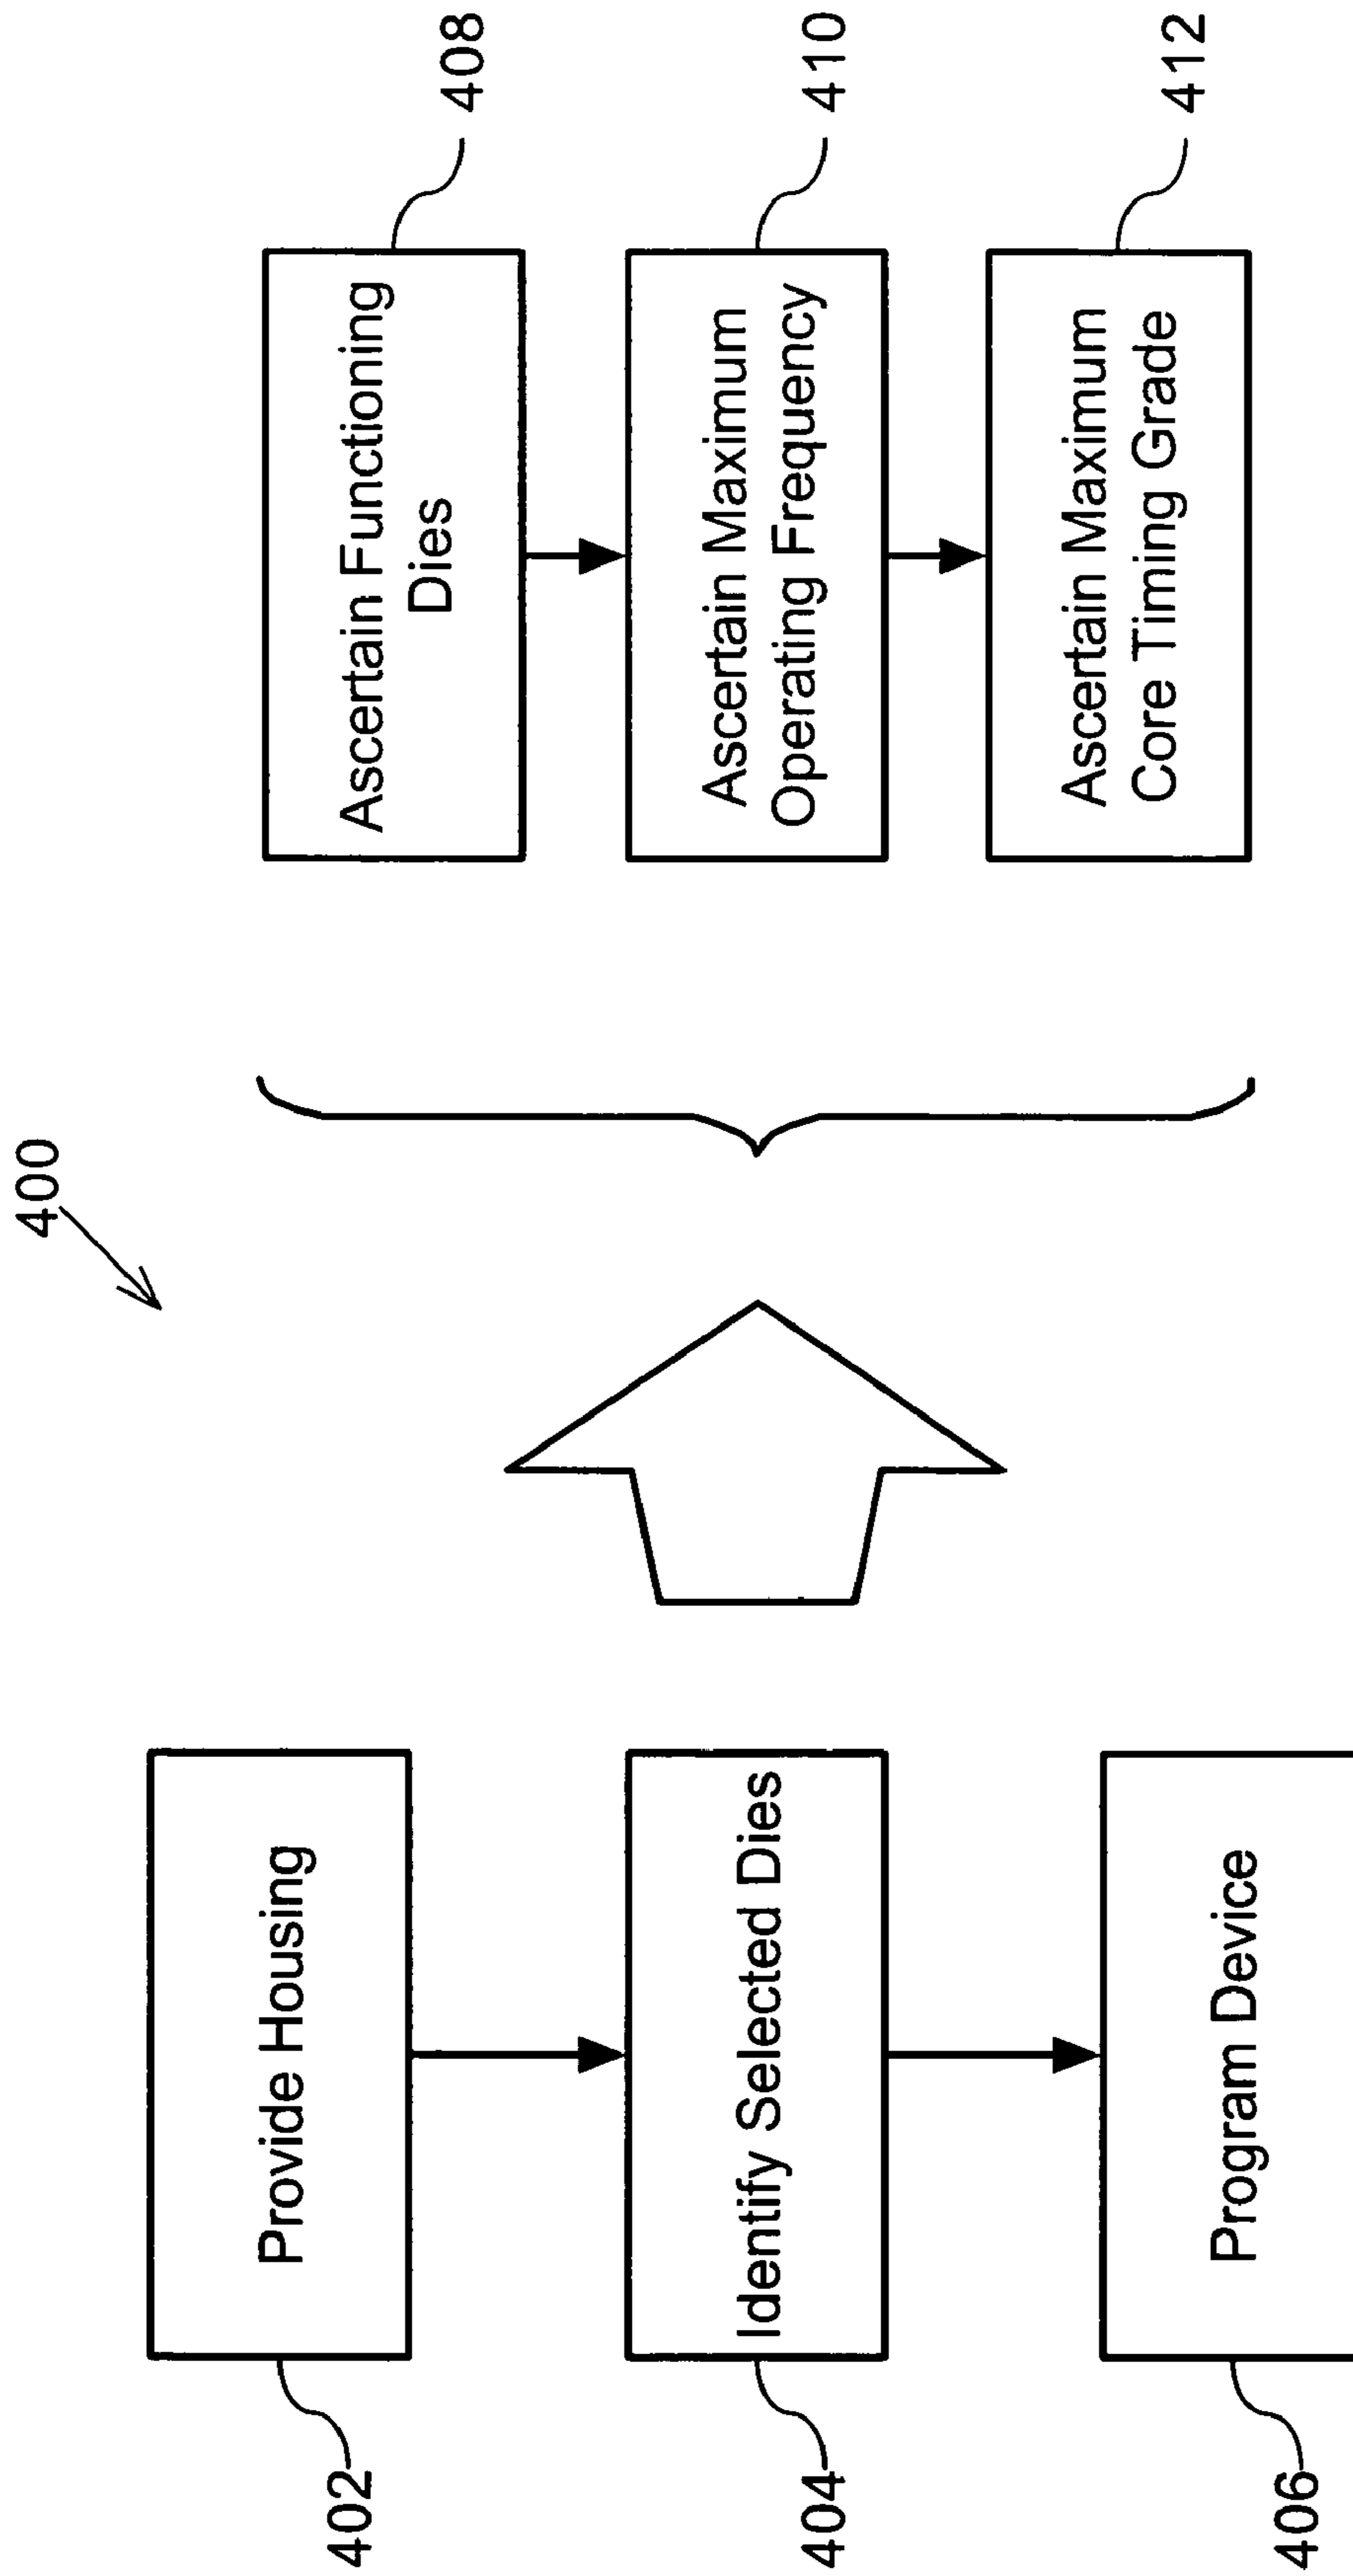 400
402
Provide Housing
404
Identify Selected Dies
406
Program Device
Ascertain Functioning
Dies
408
Ascertain Maximum
Operating Frequency
410
Ascertain Maximum
Core Timing Grade
412